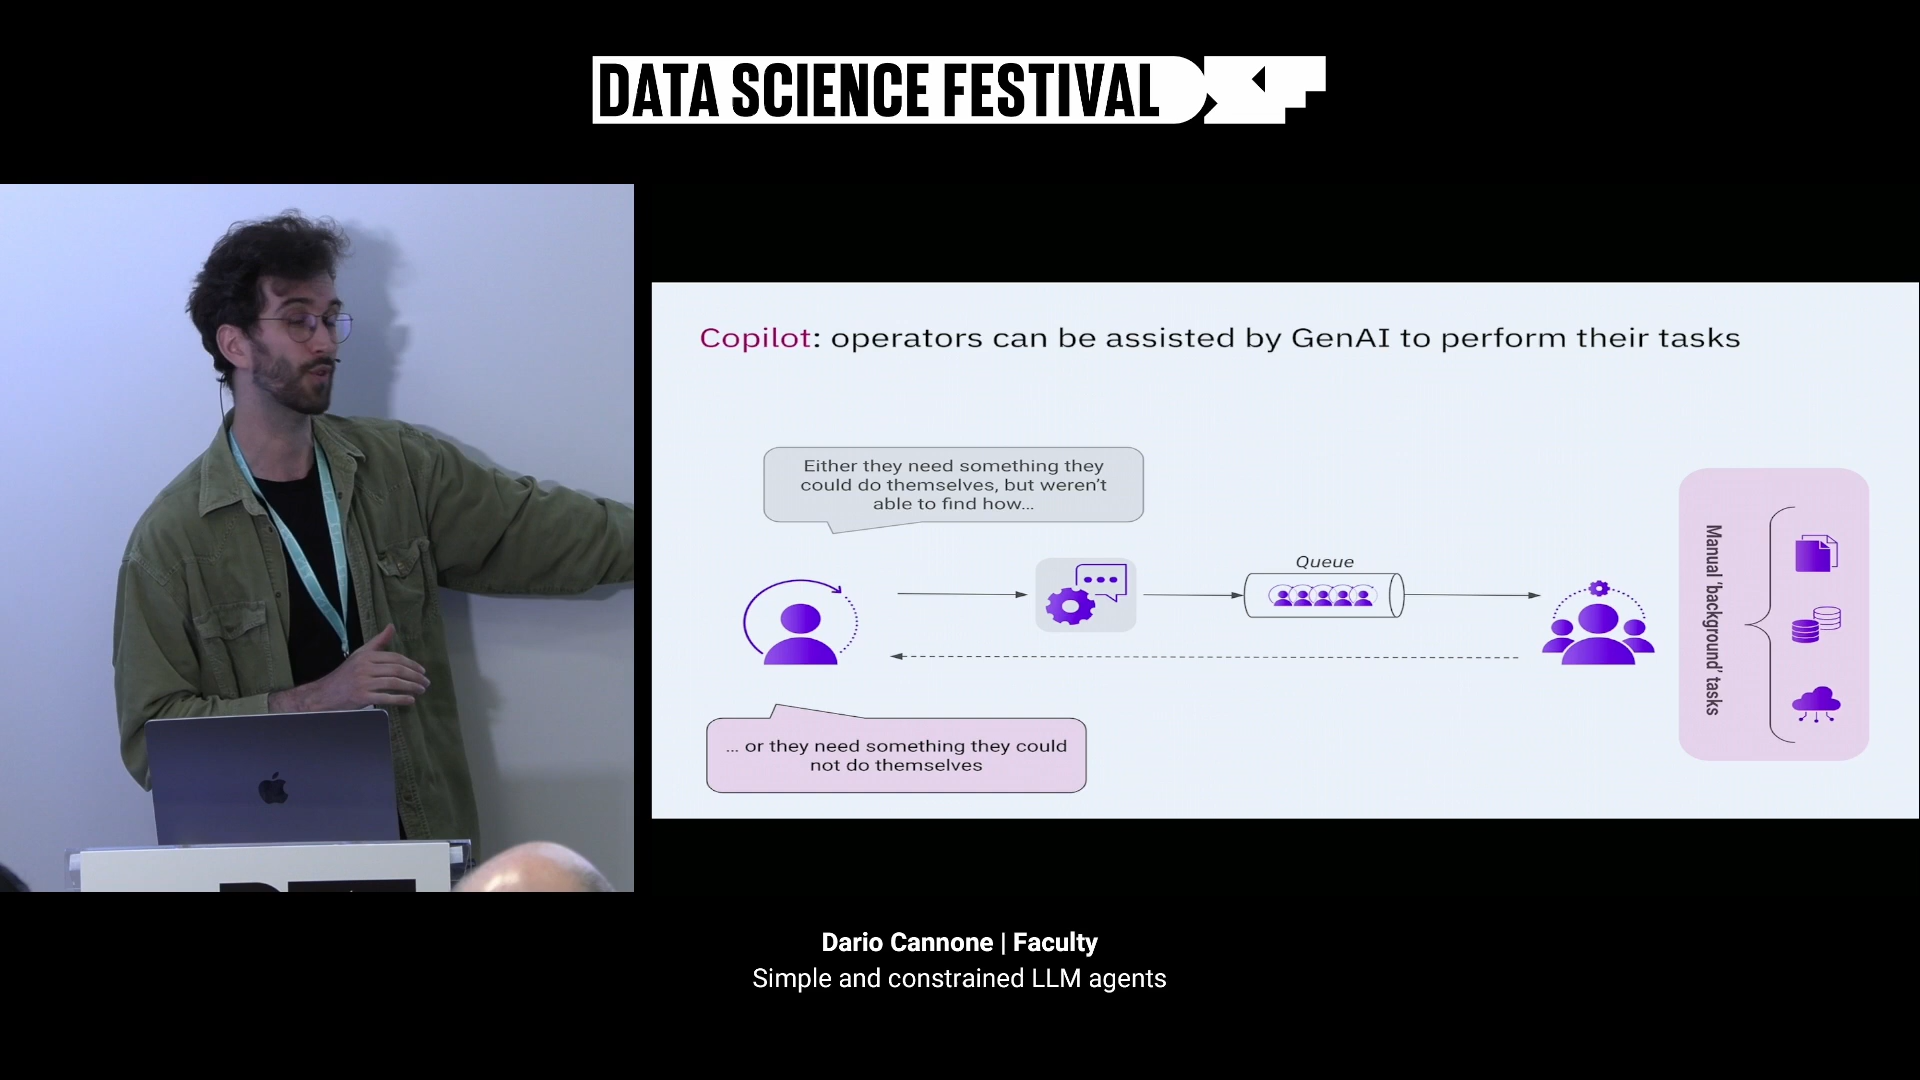 DATA SCIENCE FESTIVAL
Copilot: operators can be assisted by GenAI to perform their tasks
Either they need something they
could do themselves, but weren't
able to find how...
Queue
Manual 'background' tasks
... or they need something they could
not do themselves
Dario Cannone | Faculty
Simple and constrained LLM agents